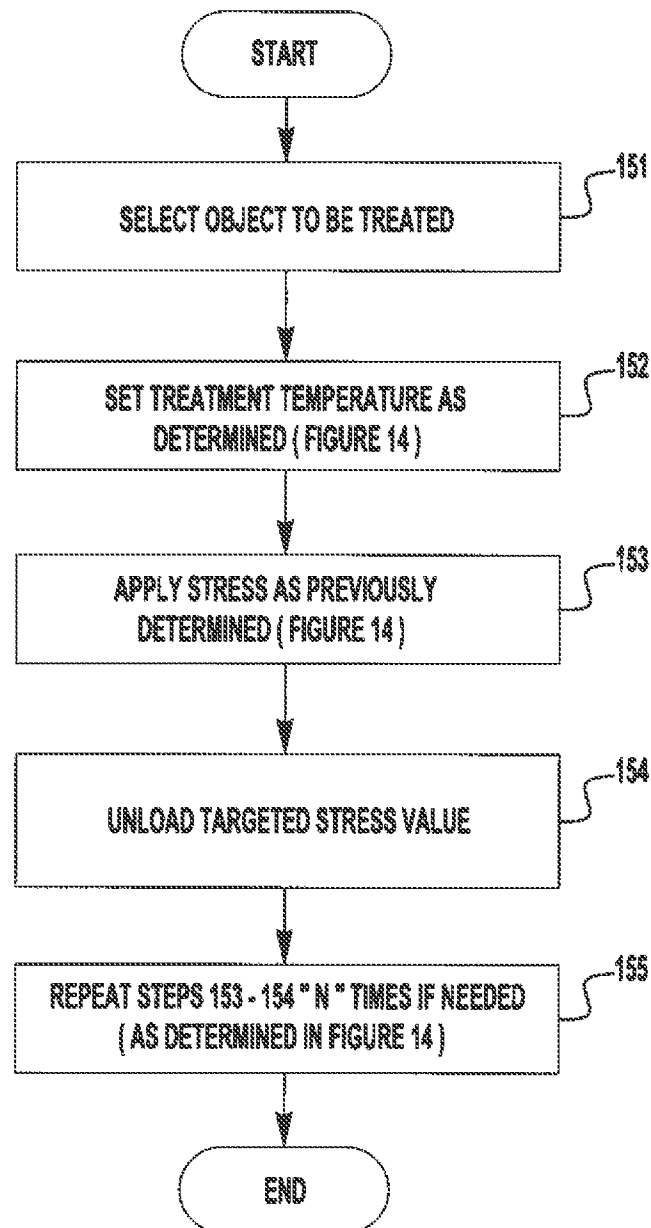 START
151
SELECT OBJECT TO BE TREATED
152
SET TREATMENT TEMPERATURE AS
DETERMINED ( FIGURE 14 )
153
APPLY STRESS AS PREVIOUSLY
DETERMINED ( FIGURE 14 )
154
UNLOAD TARGETED STRESS VALUE
155
REPEAT STEPS 153 - 154 " N " TIMES IF NEEDED
( AS DETERMINED IN FIGURE 14 )
END